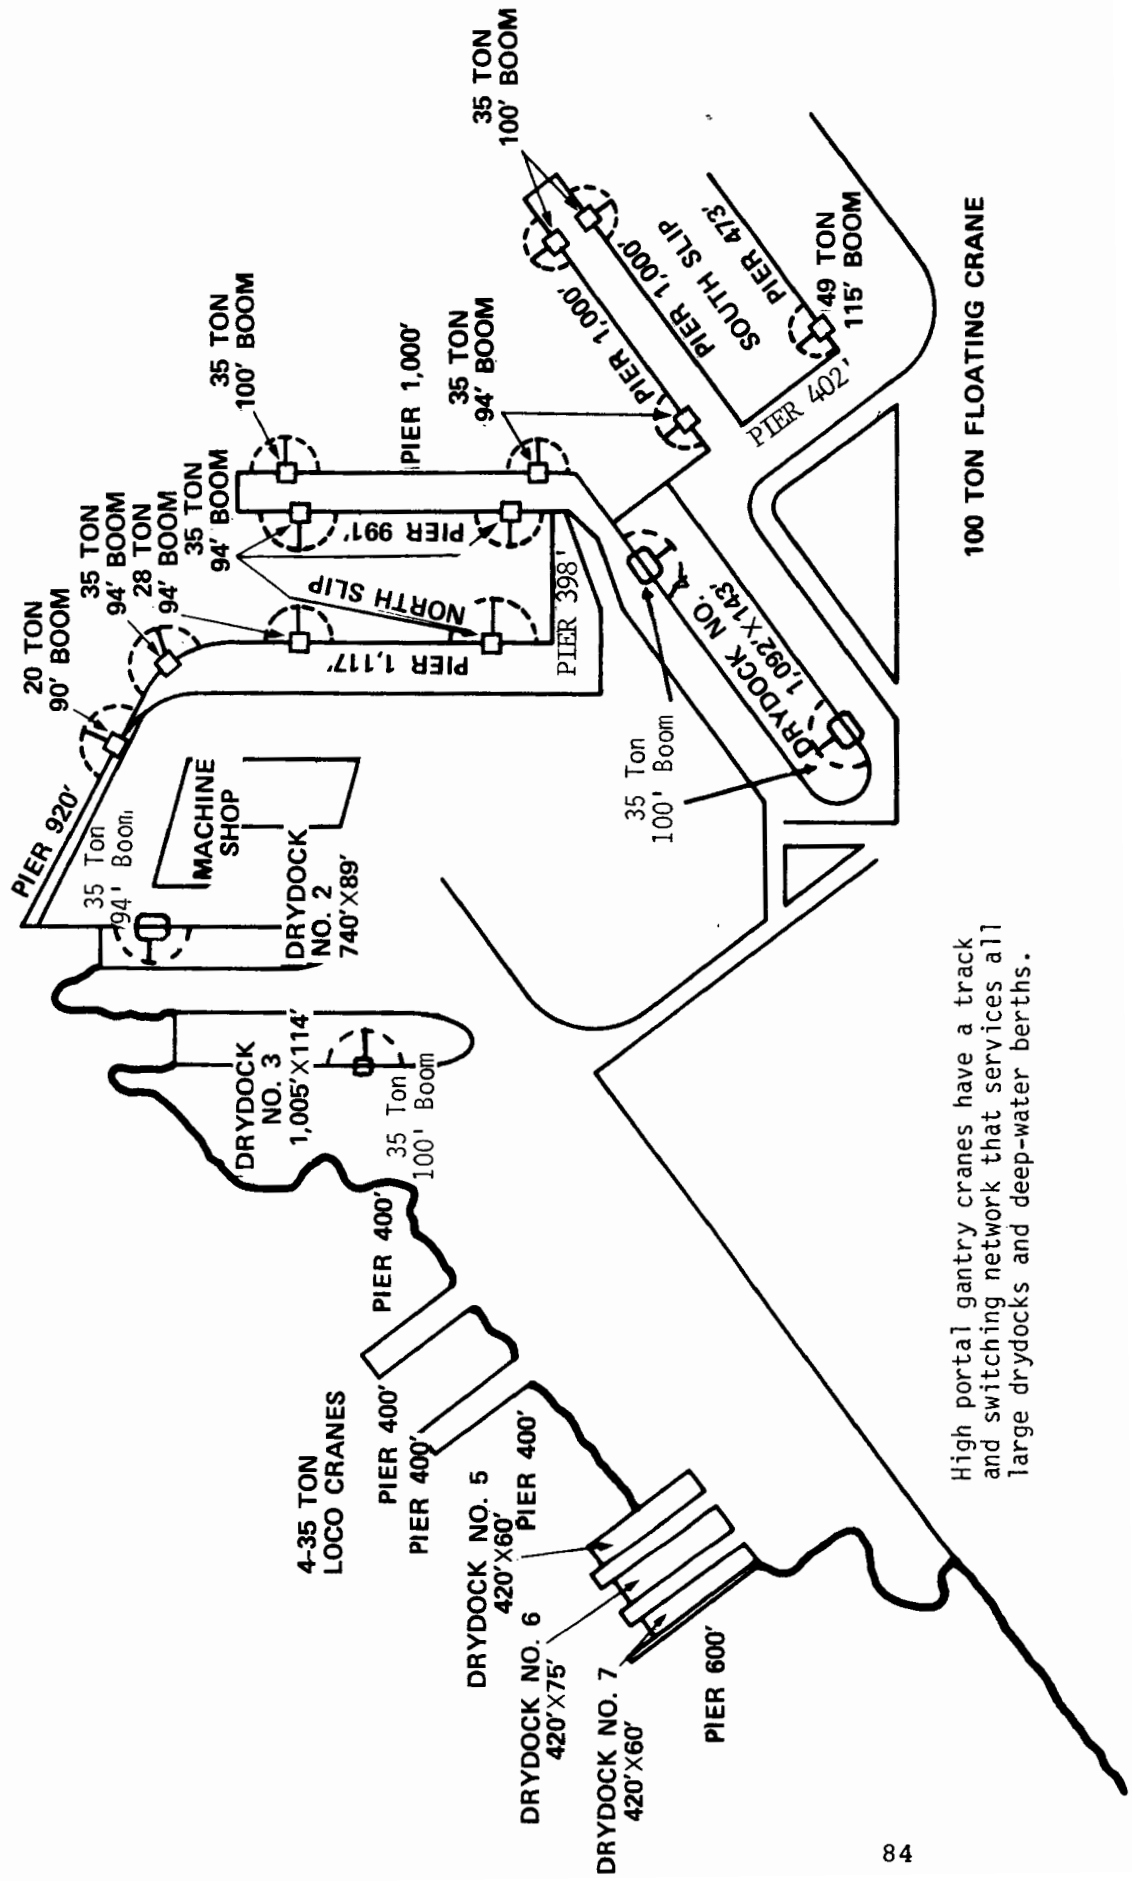 4-35 TON
LOCO CRANES
PIER 400'
PIER 400'
PIER 400'
PIER 400'
DRYDOCK NO. 5
420'X60'
DRYDOCK NO. 6
420'X75'
DRYDOCK NO. 7
420'X60'
PIER 600'
DRYDOCK
NO. 3
1,005'X114'
35 Ton
100' Boom
PIER 920'
35 Ton
94' Boom
MACHINE
SHOP
DRYDOCK
NO. 2
740'X89'
20 TON
90' BOOM
35 TON
94' BOOM
28 TON
94' BOOM
35 TON
94' BOOM
PIER 1,117'
NORTH SLIP
PIER 991'
PIER 398'
35 TON
100' BOOM
PIER 1,000'
35 TON
94' BOOM
35 TON
100' BOOM
PIER 1,000'
PIER 1,000'
SOUTH SLIP
PIER 473'
49 TON
115' BOOM
PIER 402'
DRYDOCK NO. 4
1,092'X143'
35 Ton
100' Boom
100 TON FLOATING CRANE
High portal gantry cranes have a track
and switching network that services all
large drydocks and deep-water berths.
84